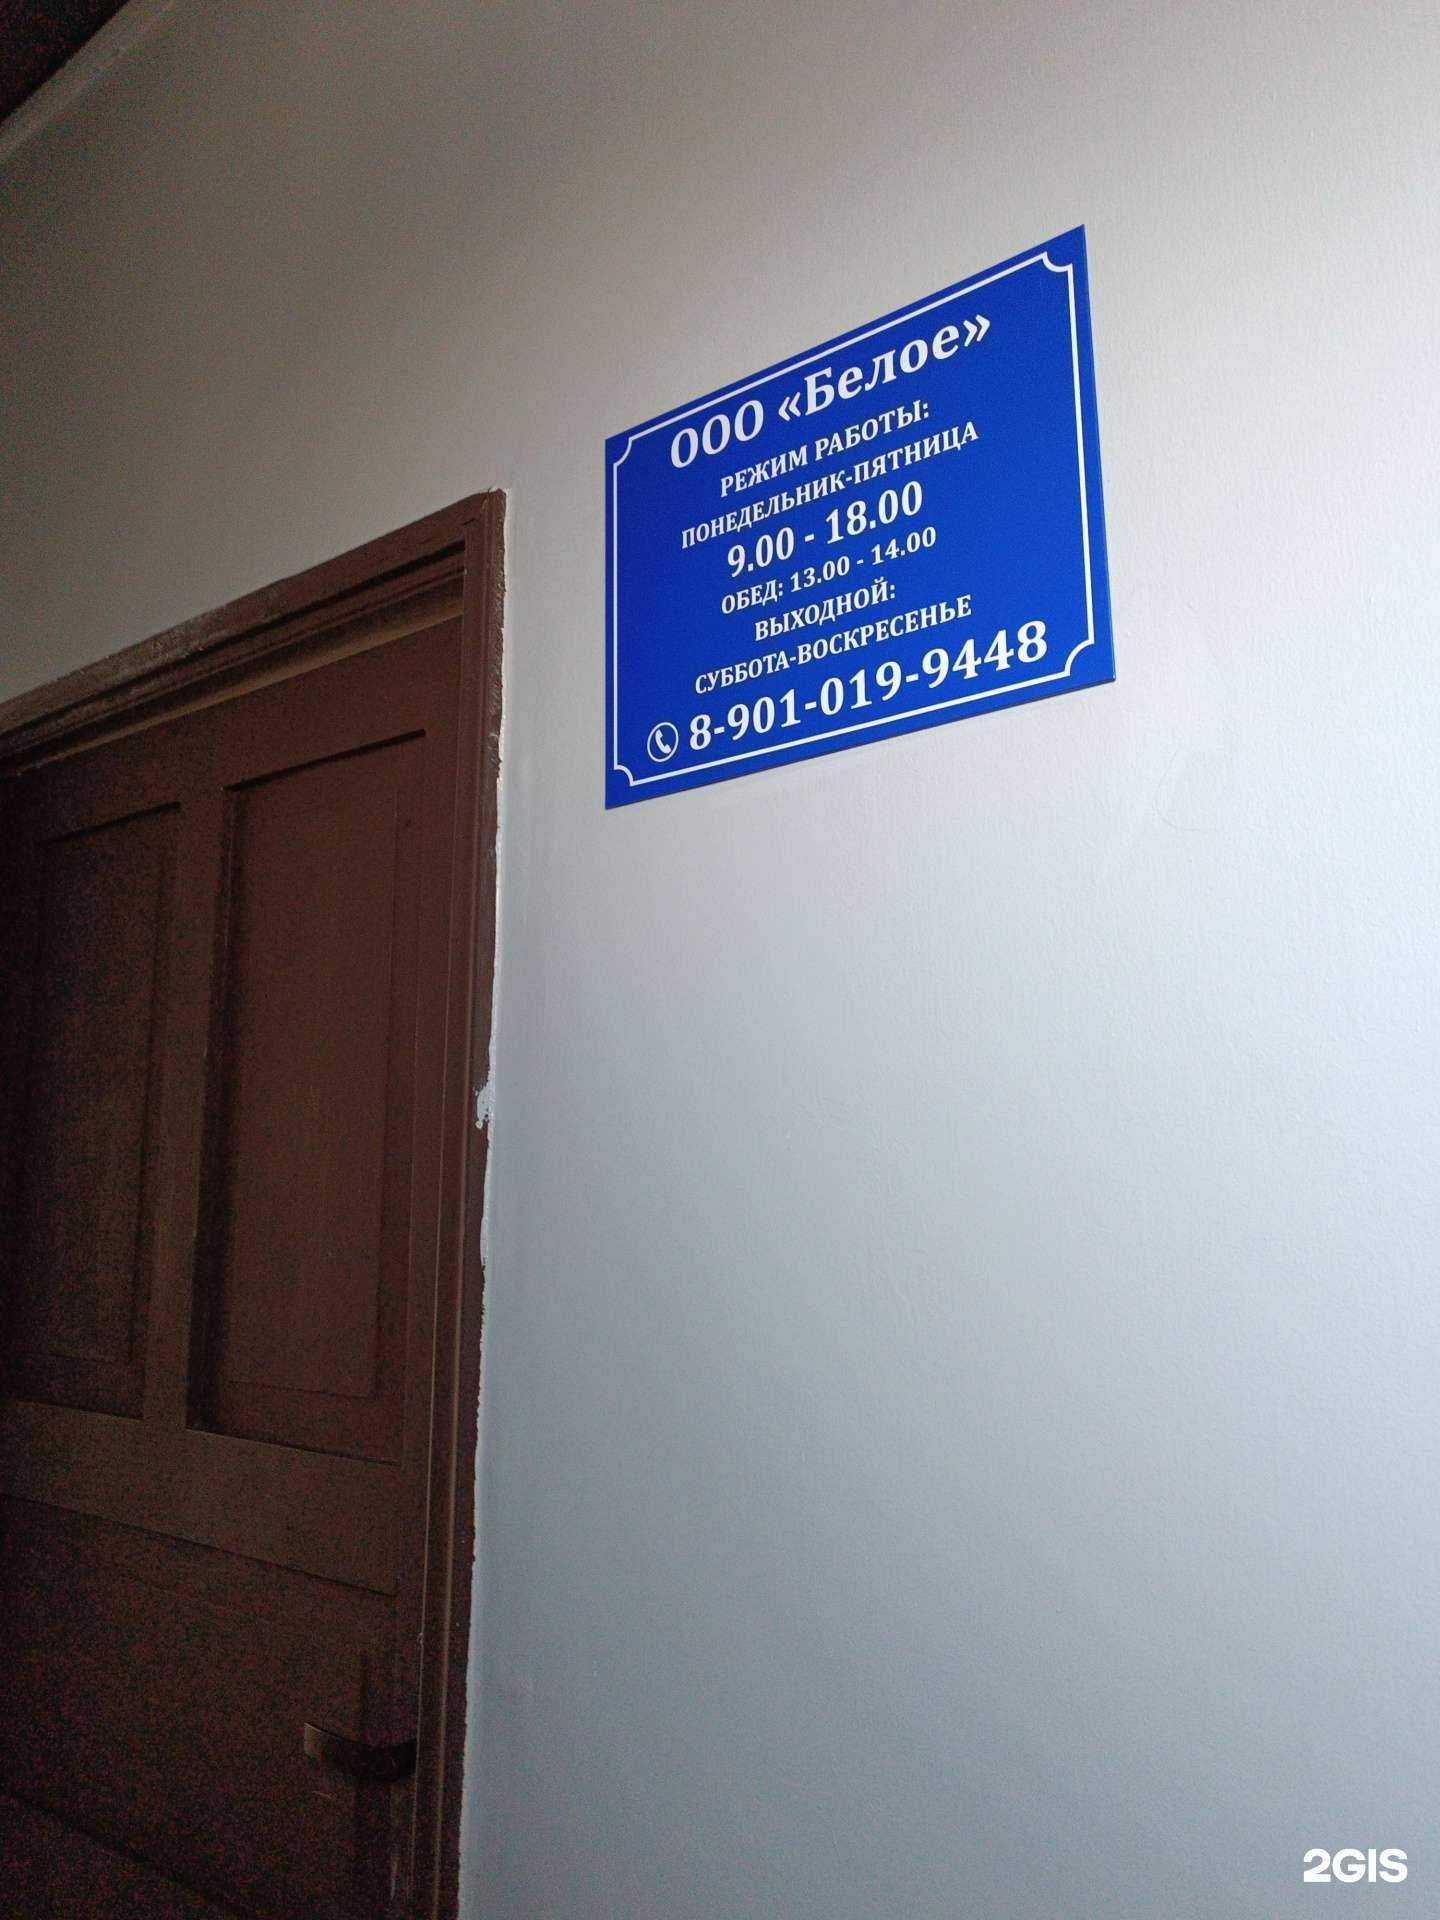 ООО «Белое»
РЕЖИМ РАБОТЫ:
ПОНЕДЕЛЬНИК-ПЯТНИЦА
9.00 - 18.00
ОБЕД: 13.00 - 14.00
ВЫХОДНОЙ:
СУББОТА-ВОСКРЕСЕНЬЕ
8-901-019-9448
2GIS